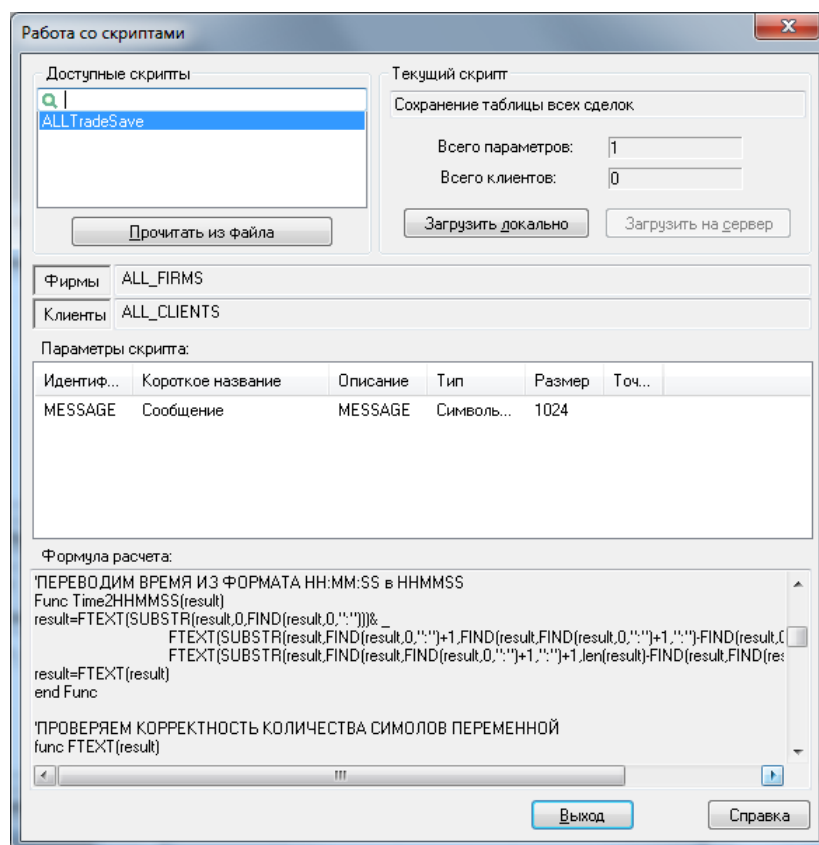 Работа со скриптами
Доступные скрипты
ALLTradeSave
Прочитать из файла
Текущий скрипт
Сохранение таблицы всех сделок
Всего параметров: 1
Всего клиентов: 0
Загрузить локально Загрузить на сервер
Фирмы ALL_FIRMS
Клиенты ALL_CLIENTS
Параметры скрипта:
Идентиф... Короткое название Описание Тип Размер Точ...
MESSAGE Сообщение MESSAGE Символь... 1024
Формула расчета:
'ПЕРЕВОДИМ ВРЕМЯ ИЗ ФОРМАТА HH:MM:SS в HHMMSS
Func Time2HHMMSS(result)
result=FTEXT(SUBSTR(result,0,FIND(result,0,":")))& _
FTEXT(SUBSTR(result,FIND(result,0,":")+1,FIND(result,FIND(result,0,":")+1,":")-FIND(result,0
FTEXT(SUBSTR(result,FIND(result,FIND(result,0,":")+1,":")+1,len(result)-FIND(result,FIND(res
result=FTEXT(result)
end Func
'ПРОВЕРЯЕМ КОРРЕКТНОСТЬ КОЛИЧЕСТВА СИМОЛОВ ПЕРЕМЕННОЙ
func FTEXT(result)
Выход Справка